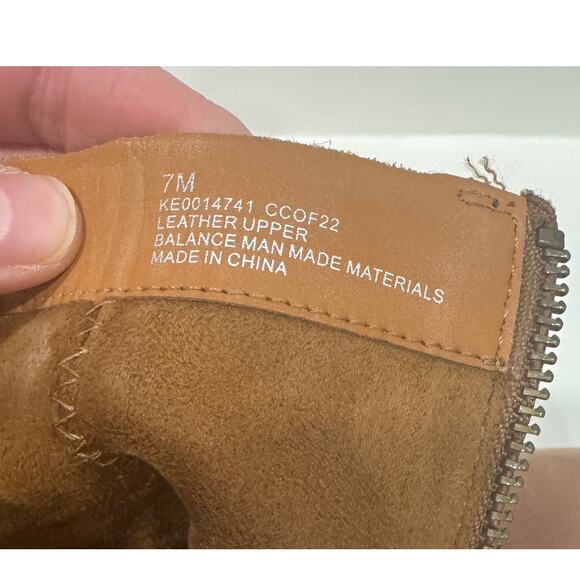 7M
KE0014741 CCOF22
LEATHER UPPER
BALANCE MAN MADE MATERIALS
MADE IN CHINA